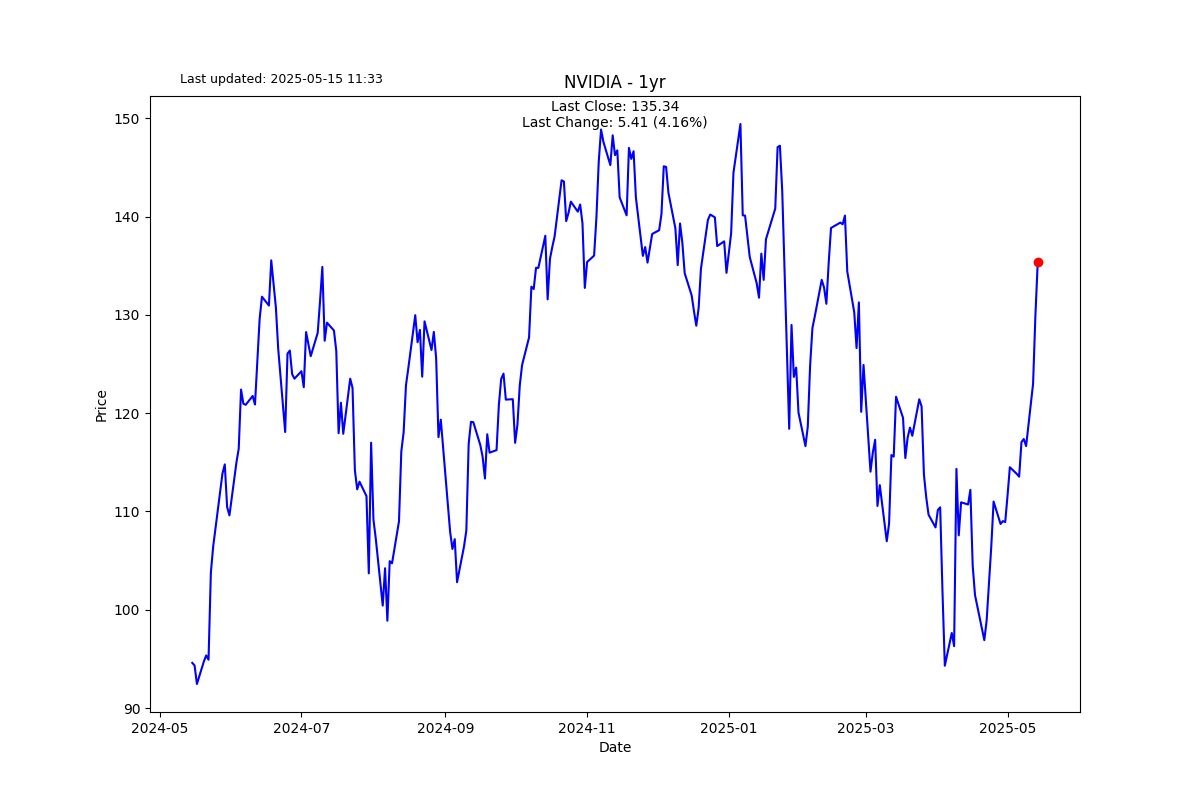 Last updated: 2025-05-15 11:33
NVIDIA - 1yr
Last Close: 135.34
Last Change: 5.41 (4.16%)
150
140
130
120
110
100
90
Price
2024-05
2024-07
2024-09
2024-11
2025-01
2025-03
2025-05
Date